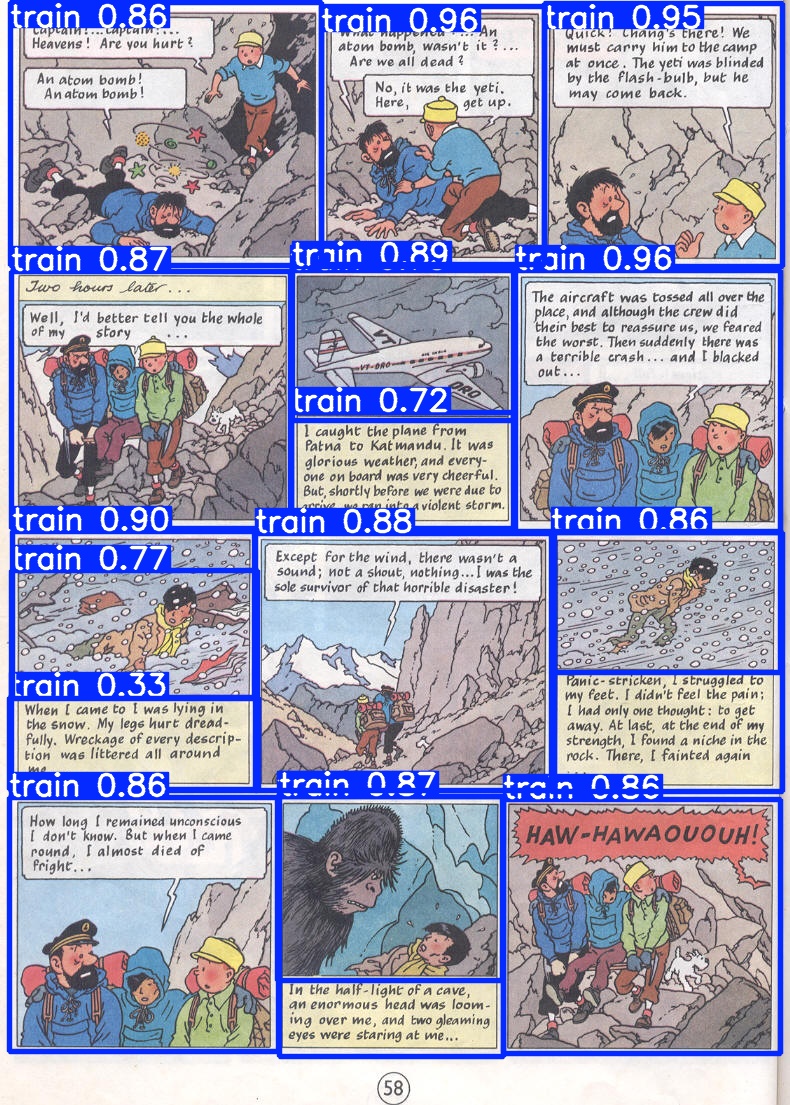 train 0.86
Captain!... Captain!...
Heavens! Are you hurt?
An atom bomb!
An atom bomb!
train 0.96
What happened?... An
atom bomb, wasn't it?...
Are we all dead?
No, it was the yeti.
Here, get up.
train 0.95
Quick! Chang's there! We
must carry him to the camp
at once. The yeti was blinded
by the flash-bulb, but he
may come back.
train 0.87
Two hours later...
Well, I'd better tell you the whole
of my story ...
train 0.89
VT
AIR INDIA
VT-DRO
DRO
train 0.72
I caught the plane from
Patna to Katmandu. It was
glorious weather, and every-
one on board was very cheerful.
But, shortly before we were due to
arrive, we ran into a violent storm.
train 0.96
The aircraft was tossed all over the
place, and although the crew did
their best to reassure us, we feared
the worst. Then suddenly there was
a terrible crash... and I blacked
out...
train 0.90
train 0.77
train 0.33
When I came to I was lying in
the snow. My legs hurt dread-
fully. Wreckage of every descrip-
tion was littered all around
me...
train 0.88
Except for the wind, there wasn't a
sound; not a shout, nothing... I was the
sole survivor of that horrible disaster!
train 0.86
Panic-stricken, I struggled to
my feet. I didn't feel the pain;
I had only one thought: to get
away. At last, at the end of my
strength, I found a niche in the
rock. There, I fainted again
train 0.86
How long I remained unconscious
I don't know. But when I came
round, I almost died of
fright...
train 0.87
In the half-light of a cave,
an enormous head was loom-
ing over me, and two gleaming
eyes were staring at me...
train 0.86
HAW-HAWAOUOUH!
58